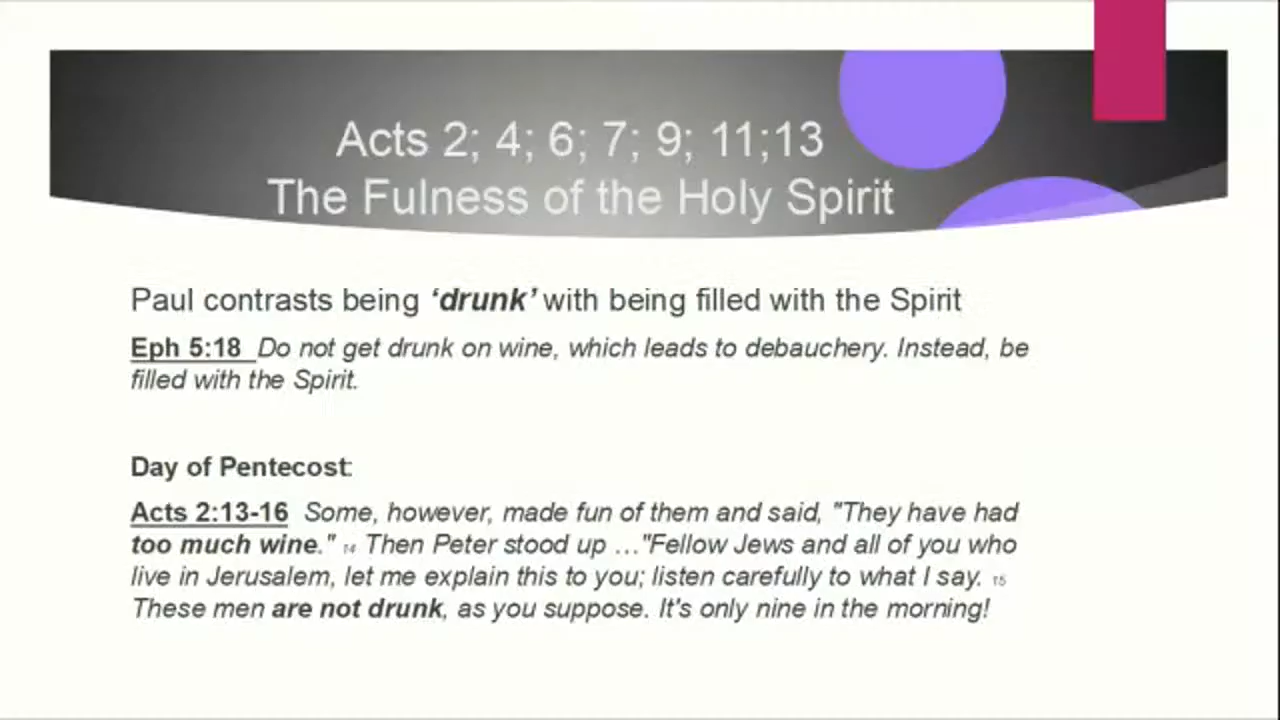 Acts 2; 4; 6; 7; 9; 11;13
The Fulness of the Holy Spirit
Paul contrasts being ‘drunk’ with being filled with the Spirit
Eph 5:18 Do not get drunk on wine, which leads to debauchery. Instead, be
filled with the Spirit.
Day of Pentecost:
Acts 2:13-16 Some, however, made fun of them and said, "They have had
too much wine." 14 Then Peter stood up ..."Fellow Jews and all of you who
live in Jerusalem, let me explain this to you; listen carefully to what I say. 15
These men are not drunk, as you suppose. It's only nine in the morning!